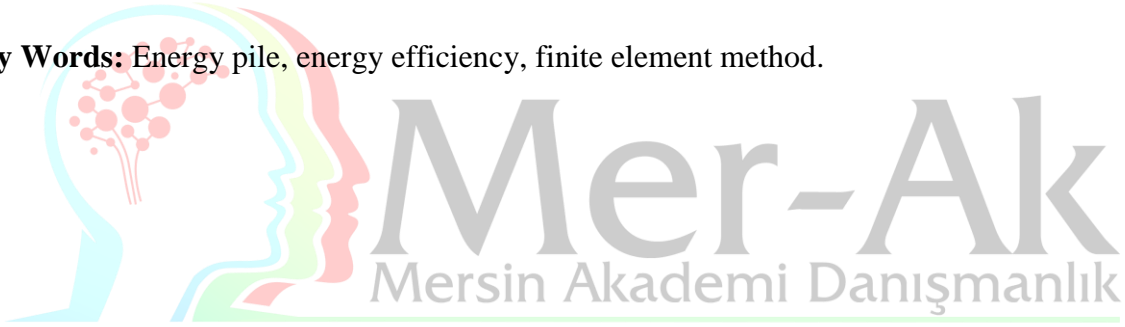 y Words: Energy pile, energy efficiency, finite element method.
Mer-Ak
Mersin Akademi Danışmanlık